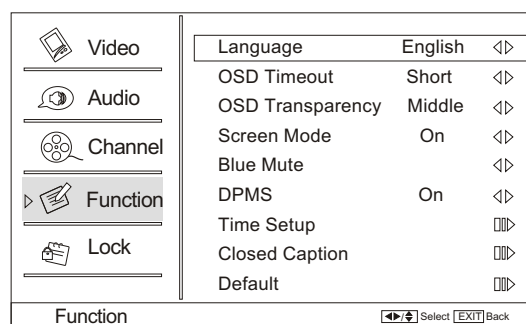 Video
Audio
Channel
Function
Lock
Language English
OSD Timeout Short
OSD Transparency Middle
Screen Mode On
Blue Mute
DPMS On
Time Setup
Closed Caption
Default
Function Select EXIT Back